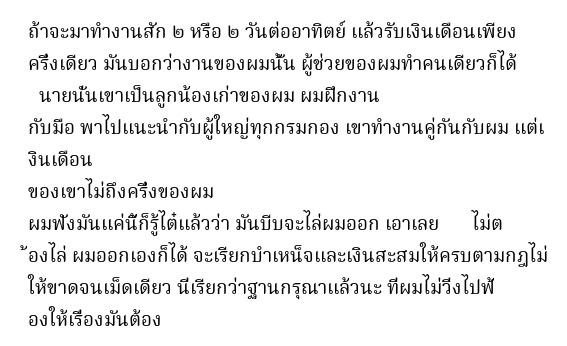 ถ้าจะมาทำงานสัก ๒ หรือ ๒ วันต่ออาทิตย์ แล้วรับเงินเดือนเพียง
ครึ่งเดียว มันบอกว่างานของผมนั้น ผู้ช่วยของผมทำคนเดียวก็ได้
นายนั่นเขาเป็นลูกน้องเก่าของผม ผมฝึกงาน
กับมือ พาไปแนะนำกับผู้ใหญ่ทุกกรมกอง เขาทำงานคู่กันกับผม แต่เ
งินเดือน
ของเขาไม่ถึงครึ่งของผม
ผมฟังมันแค่นี้ก็รู้ไต๋แล้วว่า มันบีบจะไล่ผมออก เอาเลย ไม่ต
้องไล่ ผมออกเองก็ได้ จะเรียกบำเหน็จและเงินสะสมให้ครบตามกฎไม่
ให้ขาดจนเม็ดเดียว นี่เรียกว่าฐานกรุณาแล้วนะ ที่ผมไม่วิ่งไปฟ้
องให้เรื่องมันต้อง